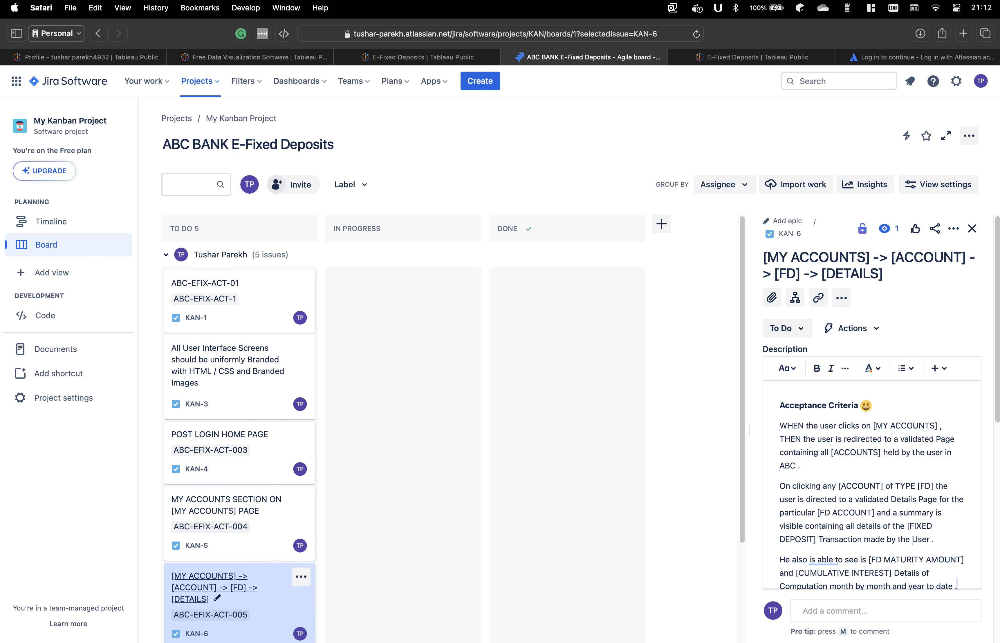 Safari File Edit View History Bookmarks Develop Window Help 100% 21:12
Personal tushar-parekh.atlassian.net/jira/software/projects/KAN/boards/1?selectedIssue=KAN-6
Profile - tushar.parekh4932 | Tableau Public
Free Data Visualization Software | Tableau P...
E-Fixed Deposits | Tableau Public
ABC BANK E-Fixed Deposits - Agile board -...
E-Fixed Deposits | Tableau Public
Log in to continue - Log in with Atlassian ac...
Jira Software Your work Projects Filters Dashboards Teams Plans Apps Create Search TP
My Kanban Project
Software project
You're on the Free plan
UPGRADE
PLANNING
Timeline
Board
Add view
DEVELOPMENT
Code
Documents
Add shortcut
Project settings
You're in a team-managed project
Learn more
Projects / My Kanban Project
ABC BANK E-Fixed Deposits
TP Invite Label GROUP BY Assignee Import work Insights View settings
TO DO 5 IN PROGRESS DONE
TP Tushar Parekh (5 issues)
ABC-EFIX-ACT-01
ABC-EFIX-ACT-1
KAN-1 TP
All User Interface Screens
should be uniformly Branded
with HTML / CSS and Branded
Images
KAN-3 TP
POST LOGIN HOME PAGE
ABC-EFIX-ACT-003
KAN-4 TP
MY ACCOUNTS SECTION ON
[MY ACCOUNTS] PAGE
ABC-EFIX-ACT-004
KAN-5 TP
[MY ACCOUNTS] ->
[ACCOUNT] -> [FD] ->
[DETAILS]
ABC-EFIX-ACT-005
KAN-6 TP
Add epic /
KAN-6 1
[MY ACCOUNTS] -> [ACCOUNT] -
> [FD] -> [DETAILS]
To Do Actions
Description
Aa B I A
Acceptance Criteria 😀
WHEN the user clicks on [MY ACCOUNTS] ,
THEN the user is redirected to a validated Page
containing all [ACCOUNTS] held by the user in
ABC .
On clicking any [ACCOUNT] of TYPE [FD] the
user is directed to a validated Details Page for the
particular [FD ACCOUNT] and a summary is
visible containing all details of the [FIXED
DEPOSIT] Transaction made by the User .
He also is able to see is [FD MATURITY AMOUNT]
and [CUMULATIVE INTEREST] Details of
Computation month by month and year to date .
TP Add a comment...
Pro tip: press M to comment